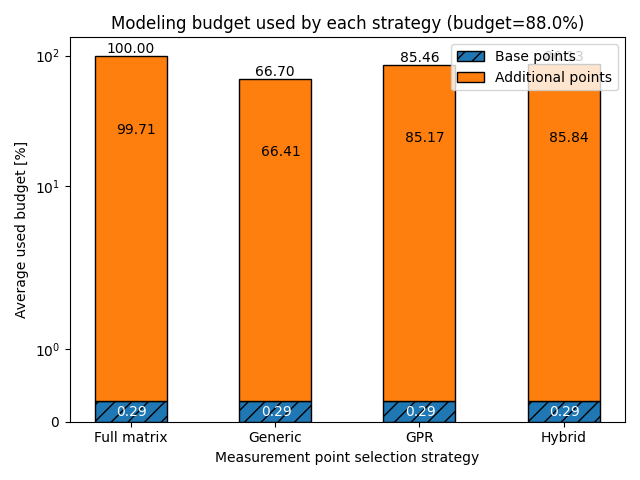 Modeling budget used by each strategy (budget=88.0%)
Average used budget [%]
10²
10¹
10⁰
0
100.00
66.70
85.46
Base points
Additional points
99.71
66.41
85.17
85.84
0.29
0.29
0.29
0.29
Full matrix
Generic
GPR
Hybrid
Measurement point selection strategy